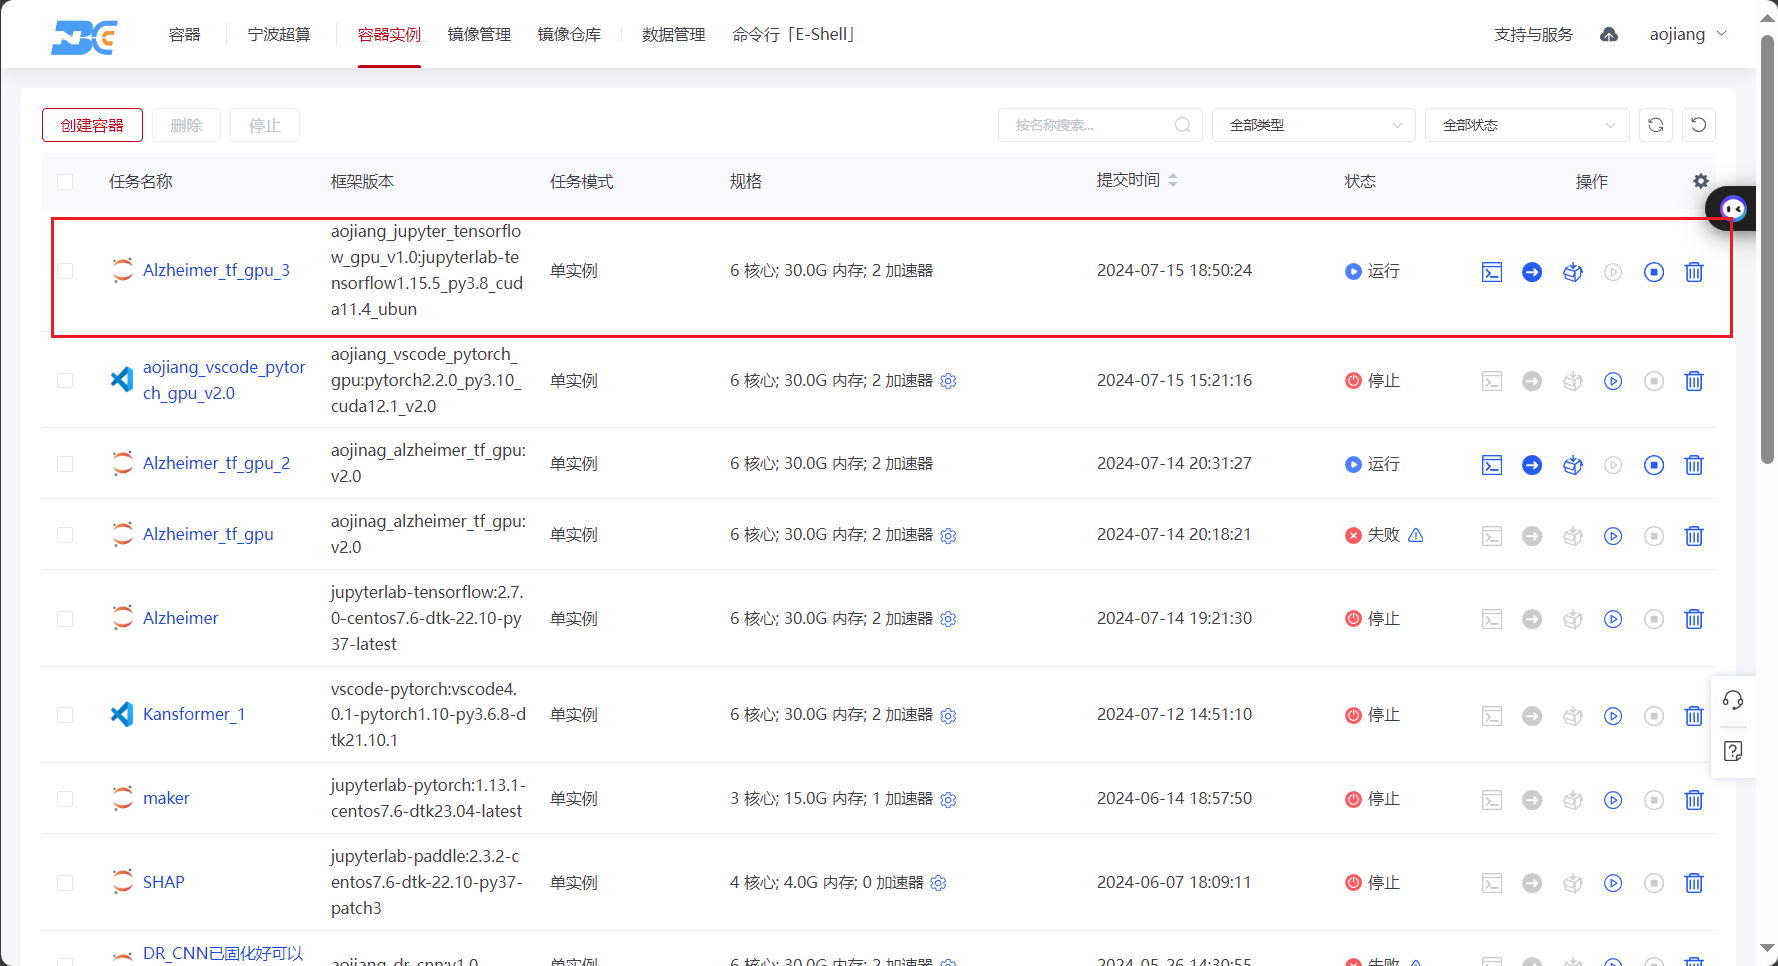 容器 宁波超算 容器实例 镜像管理 镜像仓库 数据管理 命令行「E-Shell」 支持与服务 aojiang
创建容器 删除 停止 按名称搜索... 全部类型 全部状态
任务名称 框架版本 任务模式 规格 提交时间 状态 操作
aojiang_jupyter_tensorflo
w_gpu_v1.0:jupyterlab-te
Alzheimer_tf_gpu_3 单实例 6 核心; 30.0G 内存; 2 加速器 2024-07-15 18:50:24 运行
nsorflow1.15.5_py3.8_cud
a11.4_ubun
aojiang_vscode_pytorch_
aojiang_vscode_pytor
gpu:pytorch2.2.0_py3.10_ 单实例 6 核心; 30.0G 内存; 2 加速器 2024-07-15 15:21:16 停止
ch_gpu_v2.0
cuda12.1_v2.0
aojinag_alzheimer_tf_gpu:
Alzheimer_tf_gpu_2 单实例 6 核心; 30.0G 内存; 2 加速器 2024-07-14 20:31:27 运行
v2.0
aojinag_alzheimer_tf_gpu:
Alzheimer_tf_gpu 单实例 6 核心; 30.0G 内存; 2 加速器 2024-07-14 20:18:21 失败
v2.0
jupyterlab-tensorflow:2.7.
Alzheimer 0-centos7.6-dtk-22.10-py 单实例 6 核心; 30.0G 内存; 2 加速器 2024-07-14 19:21:30 停止
37-latest
vscode-pytorch:vscode4.
Kansformer_1 0.1-pytorch1.10-py3.6.8-d 单实例 6 核心; 30.0G 内存; 2 加速器 2024-07-12 14:51:10 停止
tk21.10.1
jupyterlab-pytorch:1.13.1-
maker 单实例 3 核心; 15.0G 内存; 1 加速器 2024-06-14 18:57:50 停止
centos7.6-dtk23.04-latest
jupyterlab-paddle:2.3.2-c
SHAP entos7.6-dtk-22.10-py37- 单实例 4 核心; 4.0G 内存; 0 加速器 2024-06-07 18:09:11 停止
patch3
DR_CNN已固化好可以
aojiang_dr_cnn:v1.0 单实例 6 核心; 30.0G 内存; 2 加速器 2024-05-26 14:30:55 失败